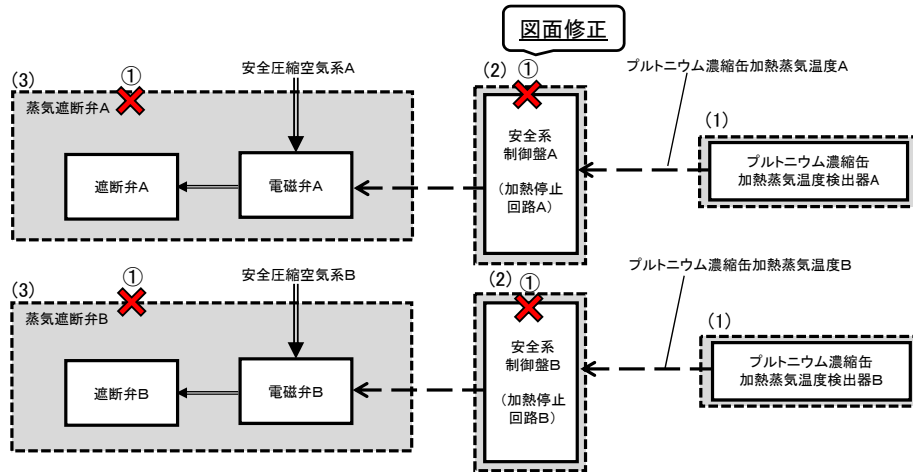 図面修正
(3)
①
安全圧縮空気系A
(2)
①
プルトニウム濃縮缶加熱蒸気温度A
蒸気遮断弁A
(1)
遮断弁A
電磁弁A
安全系
制御盤A
(加熱停止
回路A)
プルトニウム濃縮缶
加熱蒸気温度検出器A
(3)
①
安全圧縮空気系B
(2)
①
プルトニウム濃縮缶加熱蒸気温度B
蒸気遮断弁B
(1)
遮断弁B
電磁弁B
安全系
制御盤B
(加熱停止
回路B)
プルトニウム濃縮缶
加熱蒸気温度検出器B